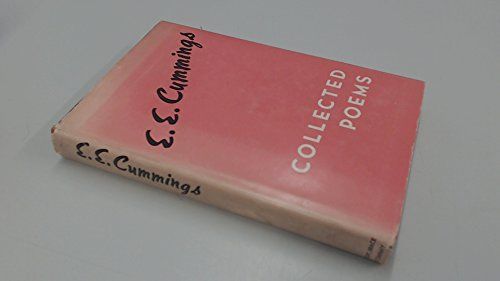 E. E. Cummings
COLLECTED
POEMS
E. E. Cummings